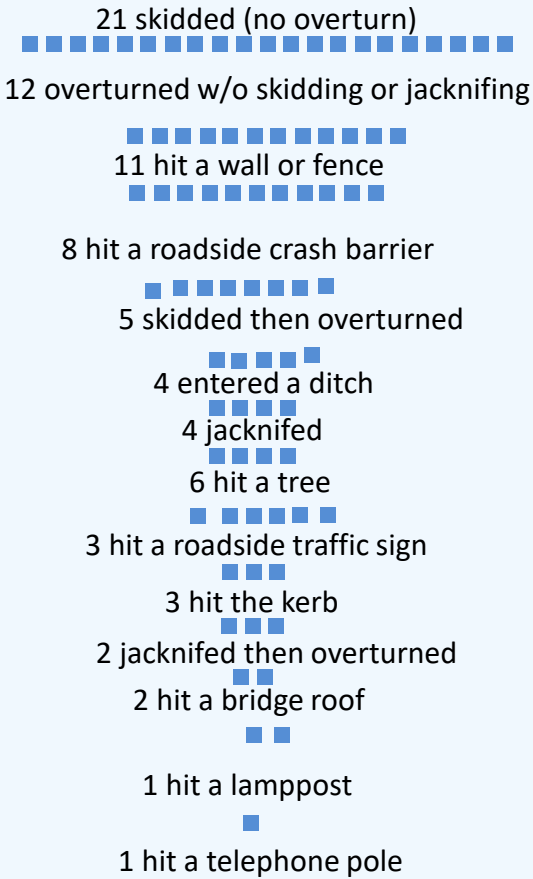 21 skidded (no overturn)
12 overturned w/o skidding or jacknifing
11 hit a wall or fence
8 hit a roadside crash barrier
5 skidded then overturned
4 entered a ditch
4 jacknifed
6 hit a tree
3 hit a roadside traffic sign
3 hit the kerb
2 jacknifed then overturned
2 hit a bridge roof
1 hit a lamppost
1 hit a telephone pole